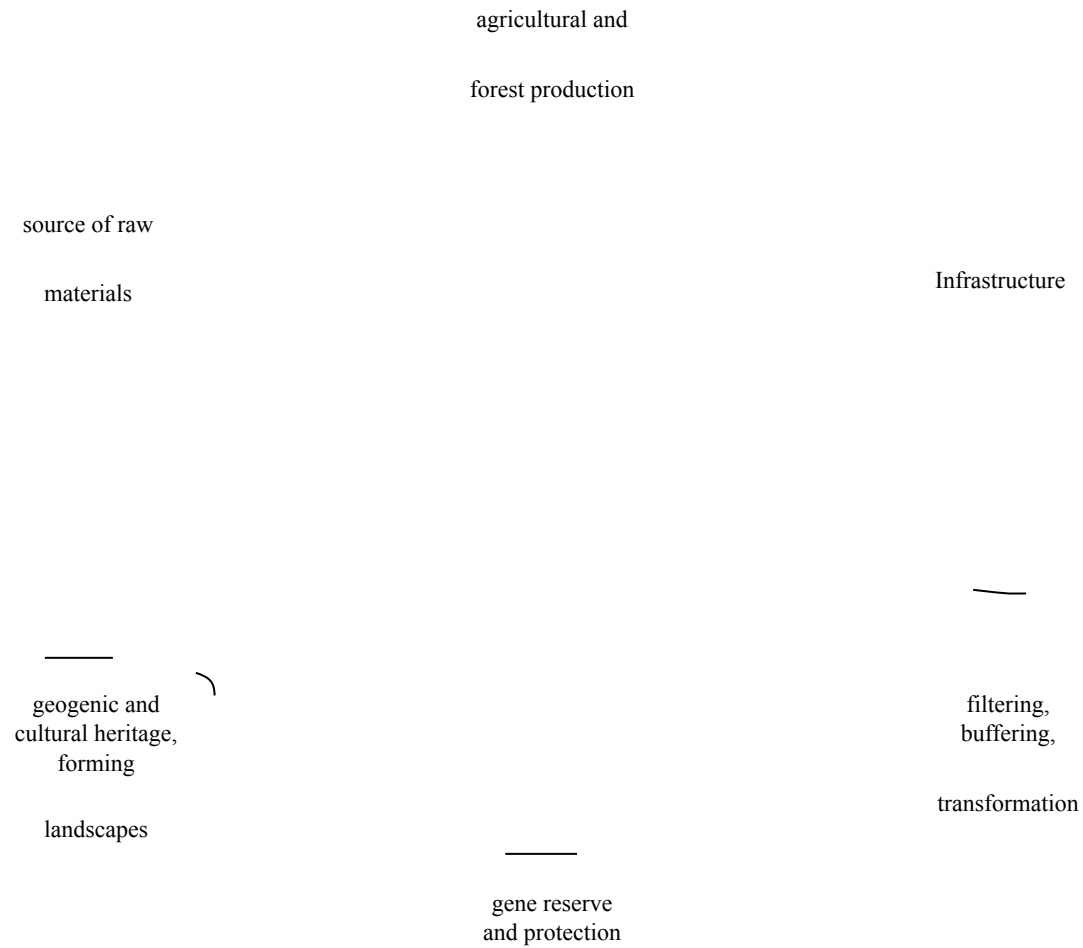 agricultural and
forest production
source of raw
materials
Infrastructure
geogenic and
cultural heritage,
forming
landscapes
filtering,
buffering,
transformation
gene reserve
and protection